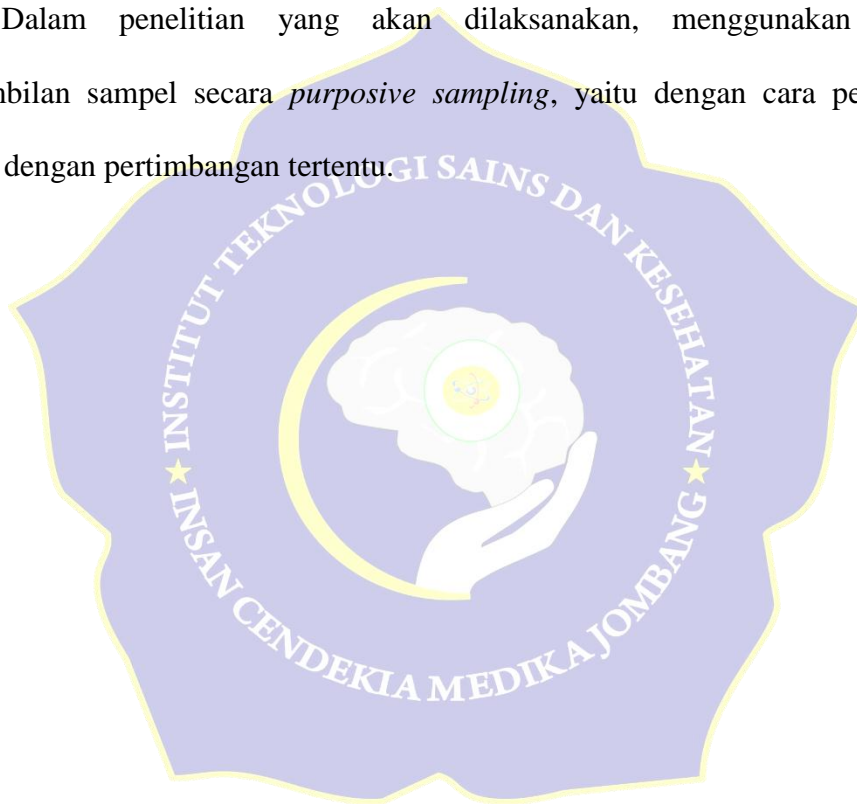 Dalam penelitian yang akan dilaksanakan, menggunakan
mbilan sampel secara purposive sampling, yaitu dengan cara pe
dengan pertimbangan tertentu.
INSTITUT TEKNOLOGI SAINS DAN KESEHATAN
INSAN CENDEKIA MEDIKA JOMBANG